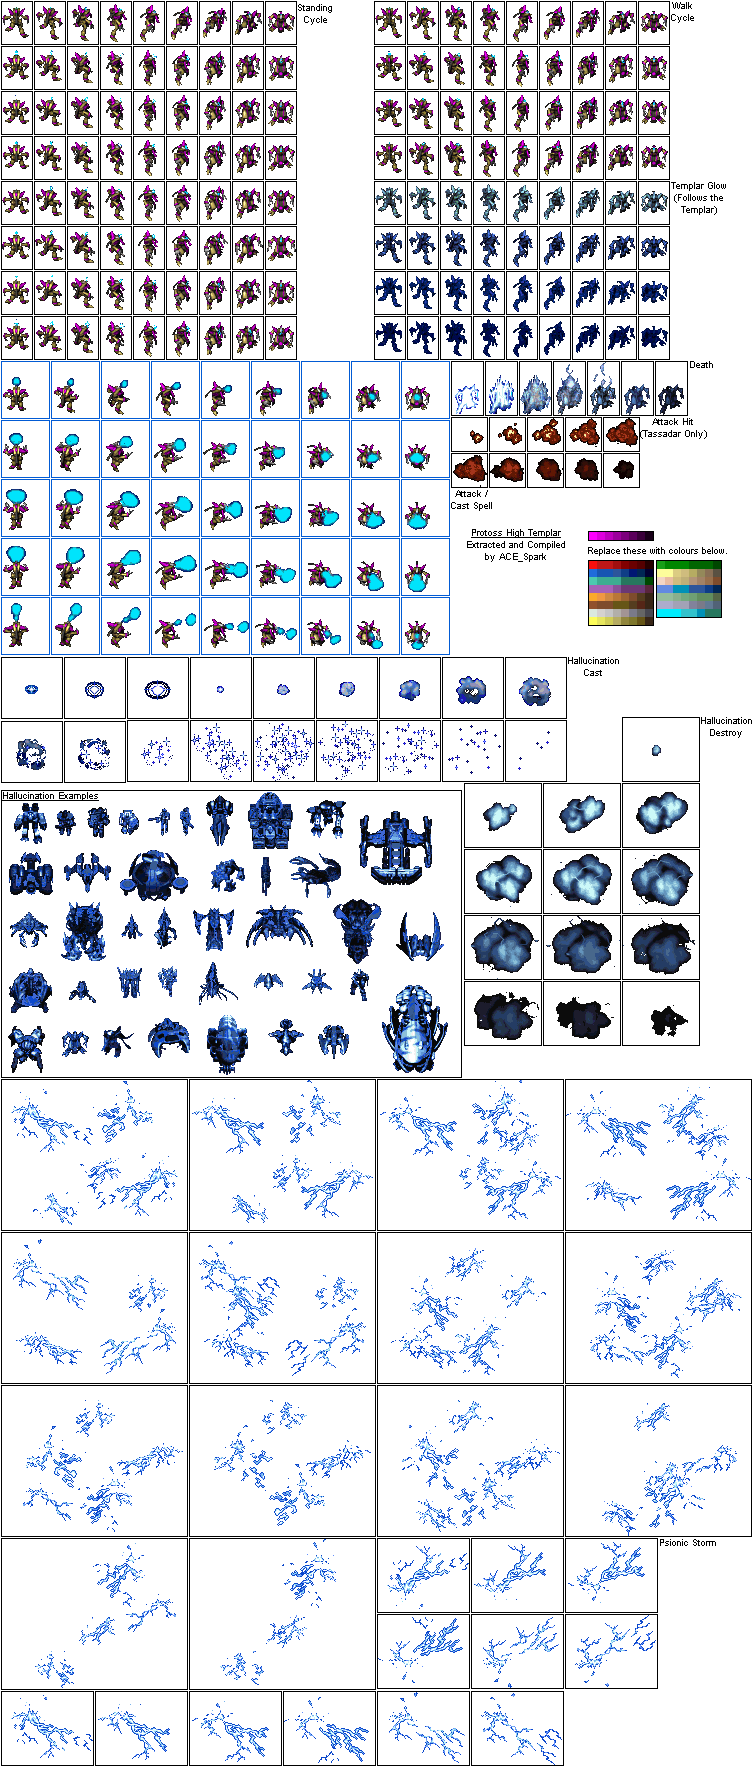 Standing
Cycle
Walk
Cycle
Templar Glow
(Follows the
Templar)
Death
Attack Hit
(Tassadar Only)
Attack /
Cast Spell
Protoss High Templar
Extracted and Compiled
by ACE_Spark
Replace these with colours below.
Hallucination
Cast
Hallucination
Destroy
Hallucination Examples
Psionic Storm